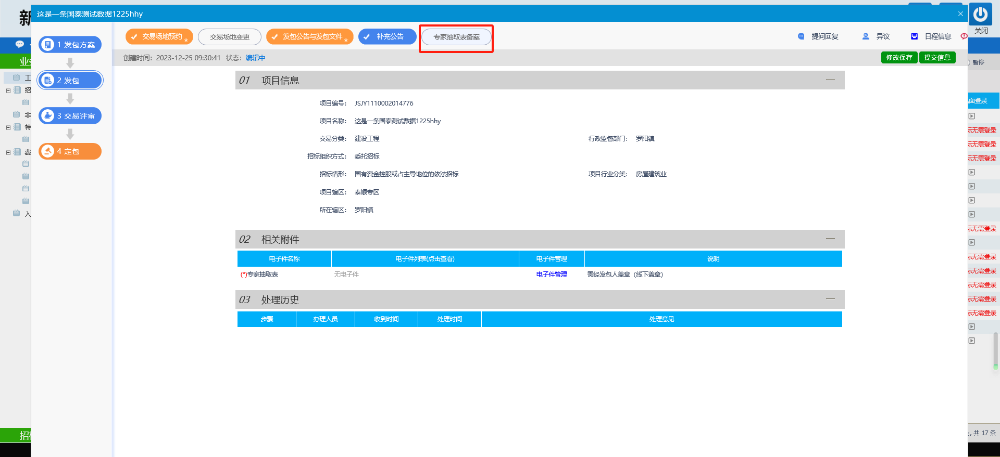 新
这是一条国泰测试数据1225hhy
关闭
交易场地预约 *
交易场地变更
发包公告与发包文件 *
补充公告
专家抽取表备案
提问回复
异议
日程信息
创建时间: 2023-12-25 09:30:41 状态: 编辑中
修改保存
提交信息
暂停
1 发包方案
2 发包
3 交易评审
4 定包
工
招
非
特
费
入
01 项目信息
项目编号: JSJY1110002014776
项目名称: 这是一条国泰测试数据1225hhy
交易分类: 建设工程
行政监督部门: 罗阳镇
招标组织方式: 委托招标
招标情形: 国有资金控股或占主导地位的依法招标
项目行业分类: 房屋建筑业
项目辖区: 泰顺专区
所在辖区: 罗阳镇
02 相关附件
电子件名称 电子件列表(点击查看) 电子件管理 说明
(*)专家抽取表 无电子件 电子件管理 需经发包人盖章（线下盖章）
03 处理历史
步骤 办理人员 收到时间 处理时间 处理意见
面登录
标无需登录
标无需登录
标无需登录
标无需登录
标无需登录
标无需登录
标无需登录
标无需登录
标无需登录
, 共 17 条